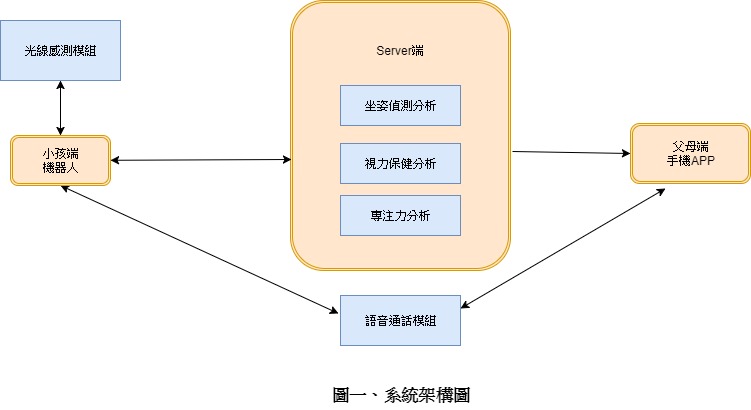 光線感測模組
Server端
坐姿偵測分析
小孩端
機器人
視力保健分析
父母端
手機APP
專注力分析
語音通話模組
圖一、系統架構圖